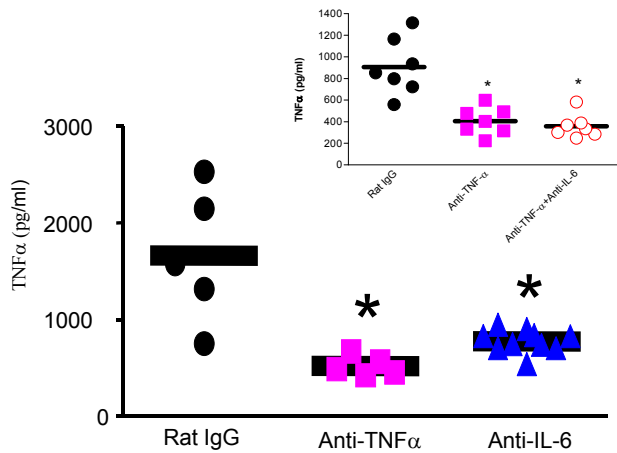 1400
1200
1000
800
600
400
200
0
TNFα (pg/ml)
*
*
Rat IgG
Anti-TNF-α
Anti-TNF-α+Anti-IL-6
3000
2000
1000
0
TNFα (pg/ml)
*
*
Rat IgG
Anti-TNFα
Anti-IL-6